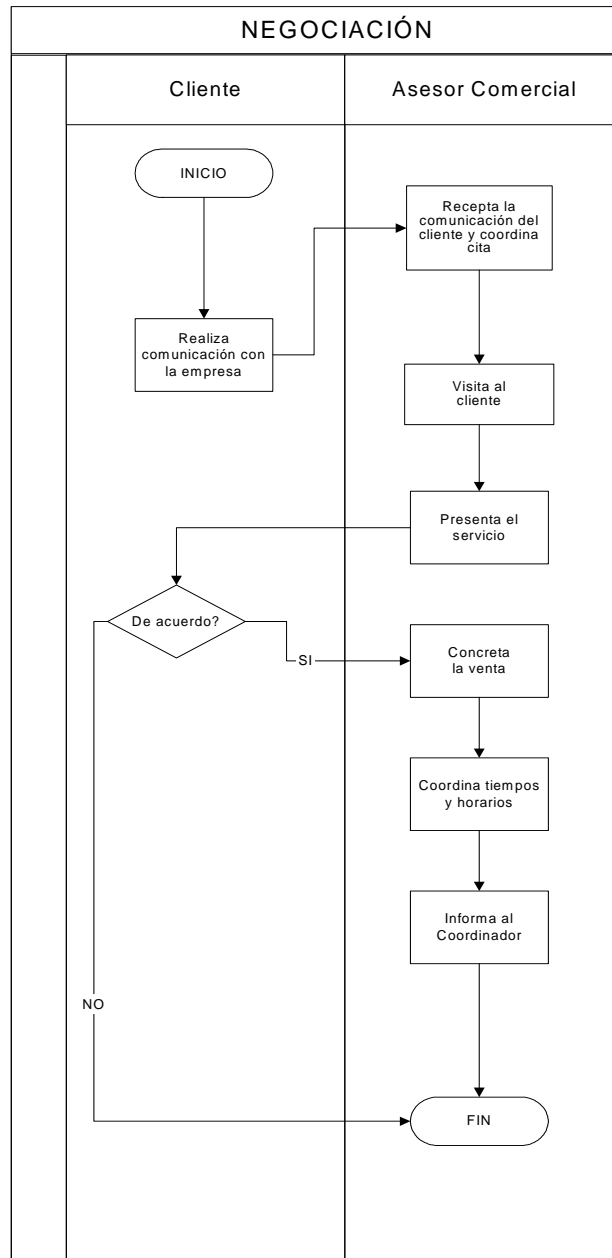 NEGOCIACIÓN
Cliente
Asesor Comercial
INICIO
Recepta la
comunicación del
cliente y coordina
cita
Realiza
comunicación con
la empresa
Visita al
cliente
Presenta el
servicio
De acuerdo?
SI
Concreta
la venta
Coordina tiempos
y horarios
Informa al
Coordinador
NO
FIN